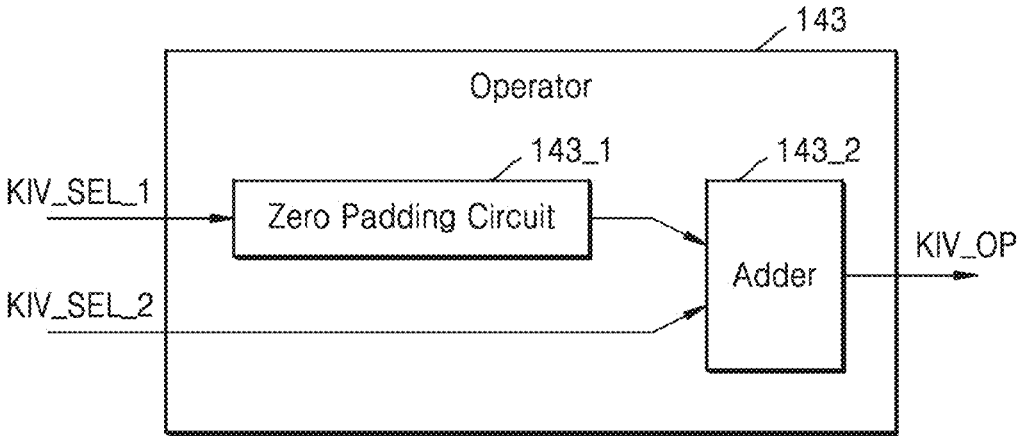 143
Operator
143_1
143_2
KIV_SEL_1
Zero Padding Circuit
KIV_OP
Adder
KIV_SEL_2